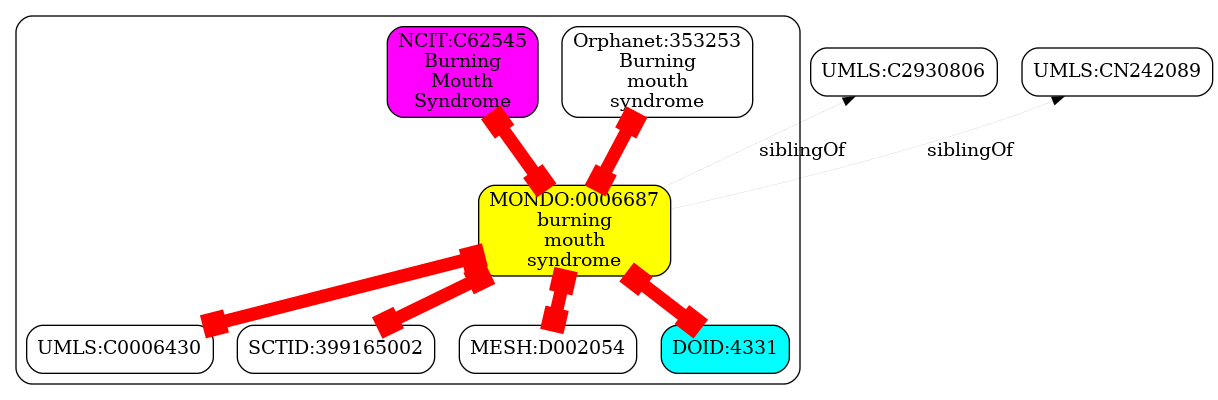 NCIT:C62545
Burning
Mouth
Syndrome
Orphanet:353253
Burning
mouth
syndrome
UMLS:C2930806
UMLS:CN242089
siblingOf
siblingOf
MONDO:0006687
burning
mouth
syndrome
UMLS:C0006430
SCTID:399165002
MESH:D002054
DOID:4331